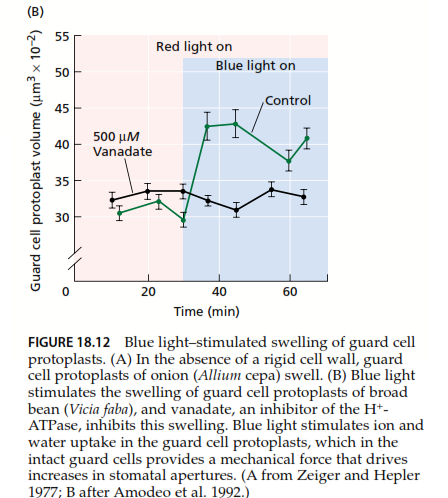 (B)
Guard cell protoplast volume (µm³ × 10⁻²)
55
50
45
40
35
30
0
Red light on
Blue light on
Control
500 µM
Vanadate
20
40
60
Time (min)
FIGURE 18.12 Blue light–stimulated swelling of guard cell
protoplasts. (A) In the absence of a rigid cell wall, guard
cell protoplasts of onion (Allium cepa) swell. (B) Blue light
stimulates the swelling of guard cell protoplasts of broad
bean (Vicia faba), and vanadate, an inhibitor of the H⁺-
ATPase, inhibits this swelling. Blue light stimulates ion and
water uptake in the guard cell protoplasts, which in the
intact guard cells provides a mechanical force that drives
increases in stomatal apertures. (A from Zeiger and Hepler
1977; B after Amodeo et al. 1992.)